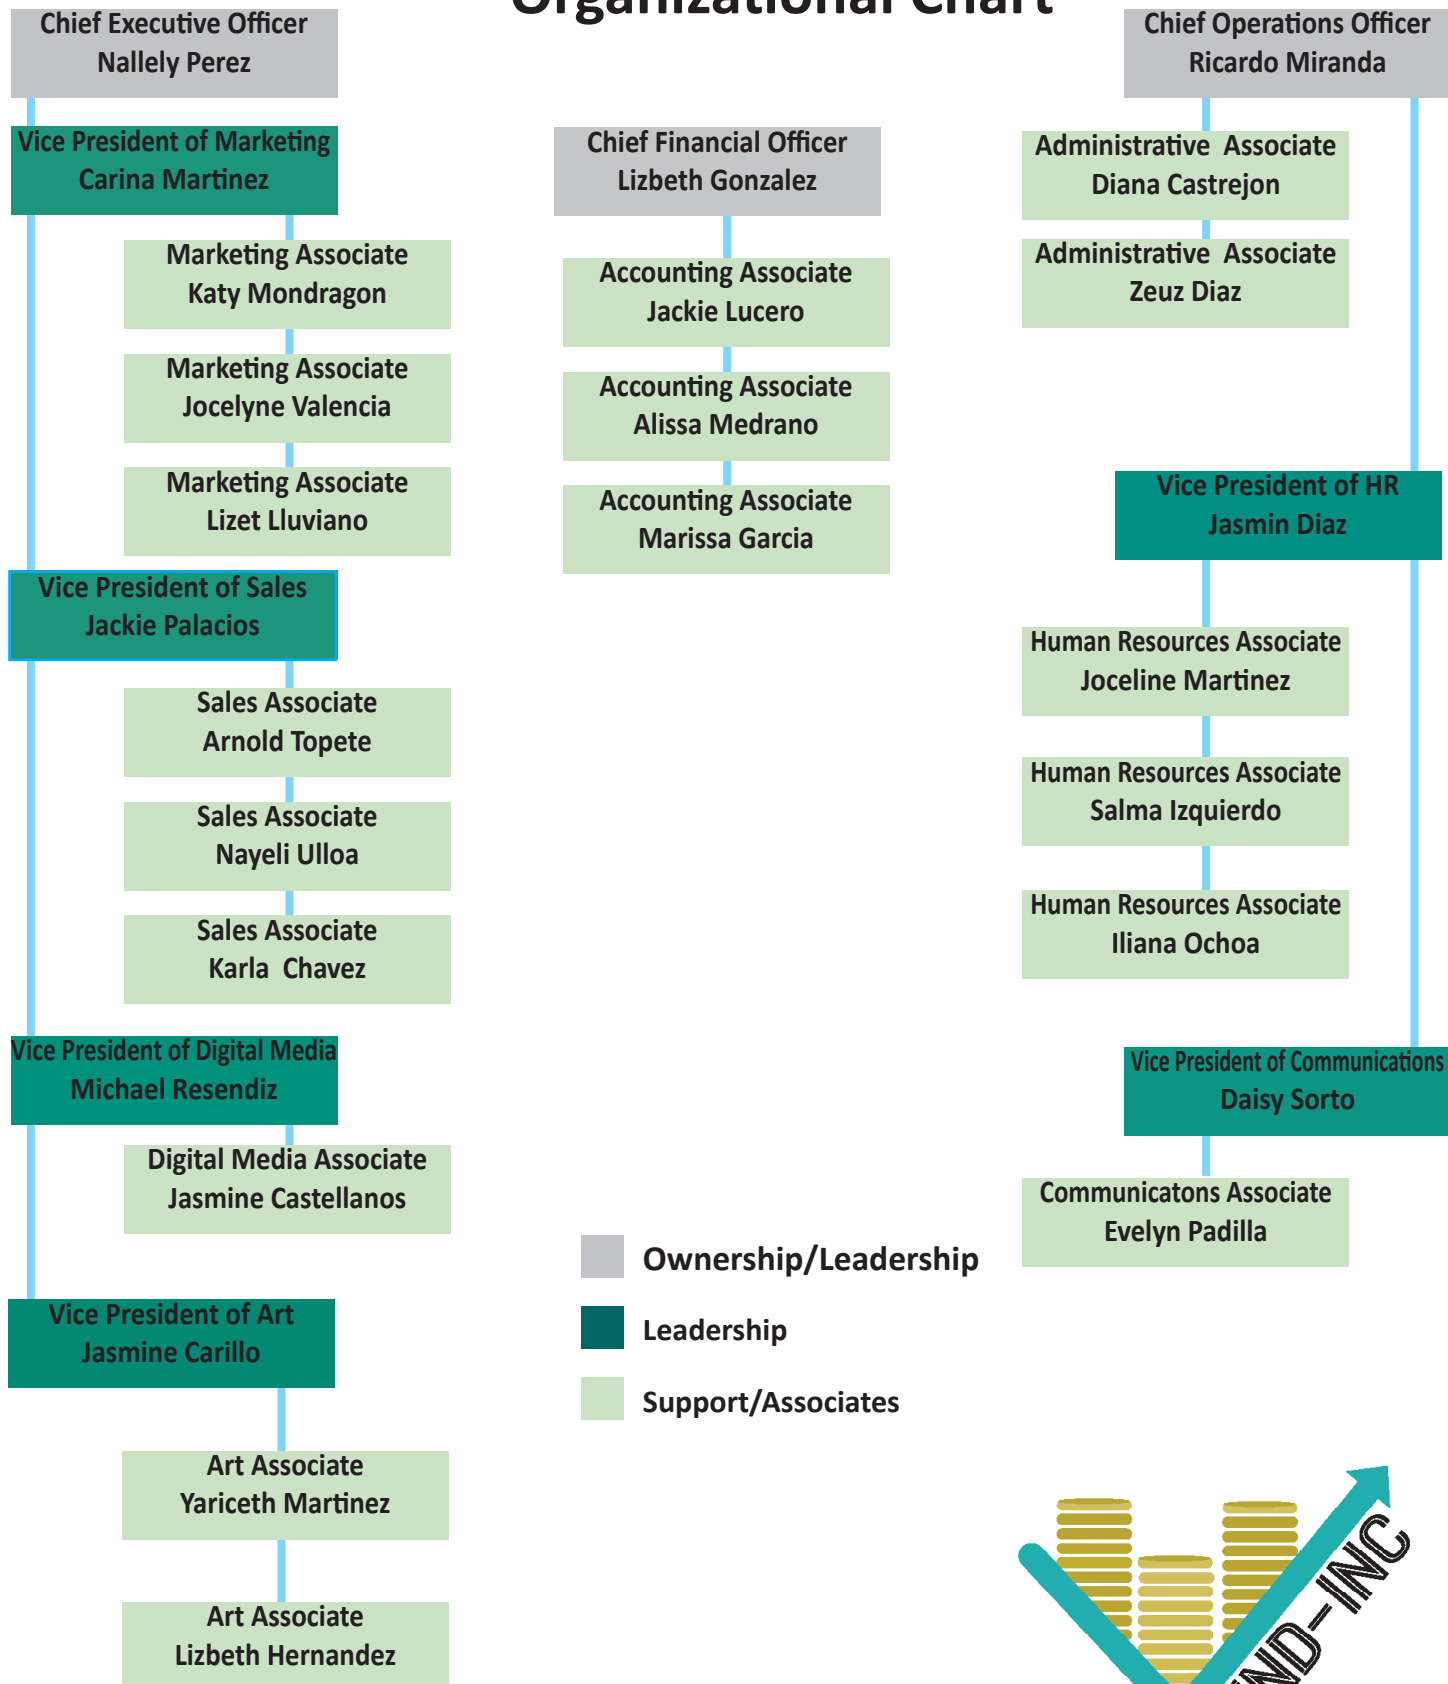 Organizational Chart
Chief Executive Officer
Nallely Perez
Vice President of Marketing
Carina Martinez
Marketing Associate
Katy Mondragon
Marketing Associate
Jocelyne Valencia
Marketing Associate
Lizet Lluviano
Vice President of Sales
Jackie Palacios
Sales Associate
Arnold Topete
Sales Associate
Nayeli Ulloa
Sales Associate
Karla  Chavez
Vice President of Digital Media
Michael Resendiz
Digital Media Associate
Jasmine Castellanos
Vice President of Art
Jasmine Carillo
Art Associate
Yariceth Martinez
Art Associate
Lizbeth Hernandez
Chief Financial Officer
Lizbeth Gonzalez
Accounting Associate
Jackie Lucero
Accounting Associate
Alissa Medrano
Accounting Associate
Marissa Garcia
Chief Operations Officer
Ricardo Miranda
Administrative  Associate
Diana Castrejon
Administrative  Associate
Zeuz Diaz
Vice President of HR
Jasmin Diaz
Human Resources Associate
Joceline Martinez
Human Resources Associate
Salma Izquierdo
Human Resources Associate
Iliana Ochoa
Vice President of Communications
Daisy Sorto
Communicatons Associate
Evelyn Padilla
Ownership/Leadership
Leadership
Support/Associates